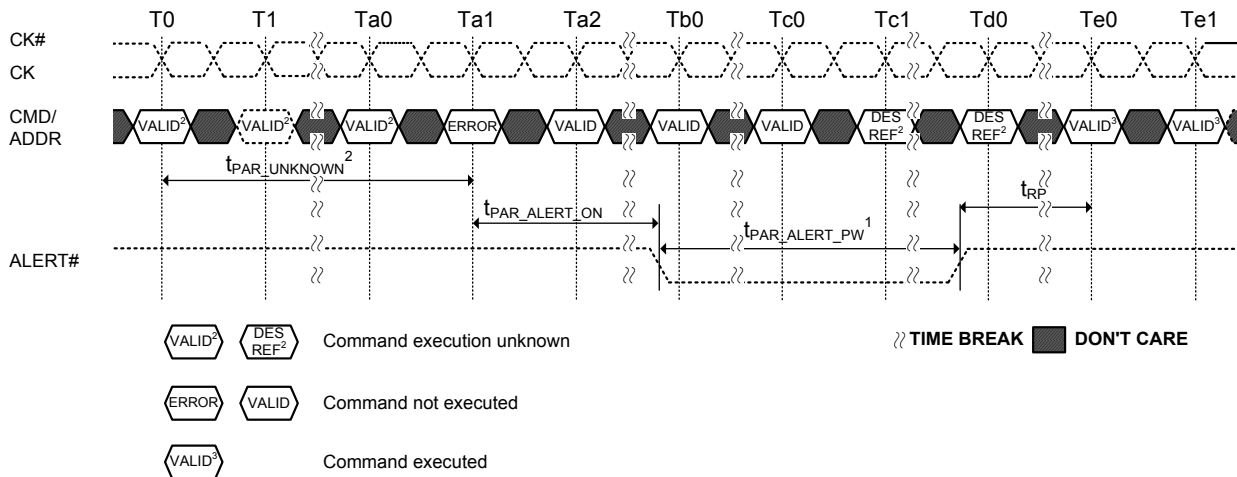 T0 T1 Ta0 Ta1 Ta2 Tb0 Tc0 Tc1 Td0 Te0 Te1
CK#
CK
CMD/
ADDR
VALID² VALID² VALID² ERROR VALID VALID VALID DES REF² DES REF² VALID³ VALID³
tPAR_UNKNOWN²
tRP
tPAR_ALERT_ON
tPAR_ALERT_PW¹
ALERT#
VALID² DES REF² Command execution unknown
TIME BREAK DON'T CARE
ERROR VALID Command not executed
VALID³ Command executed